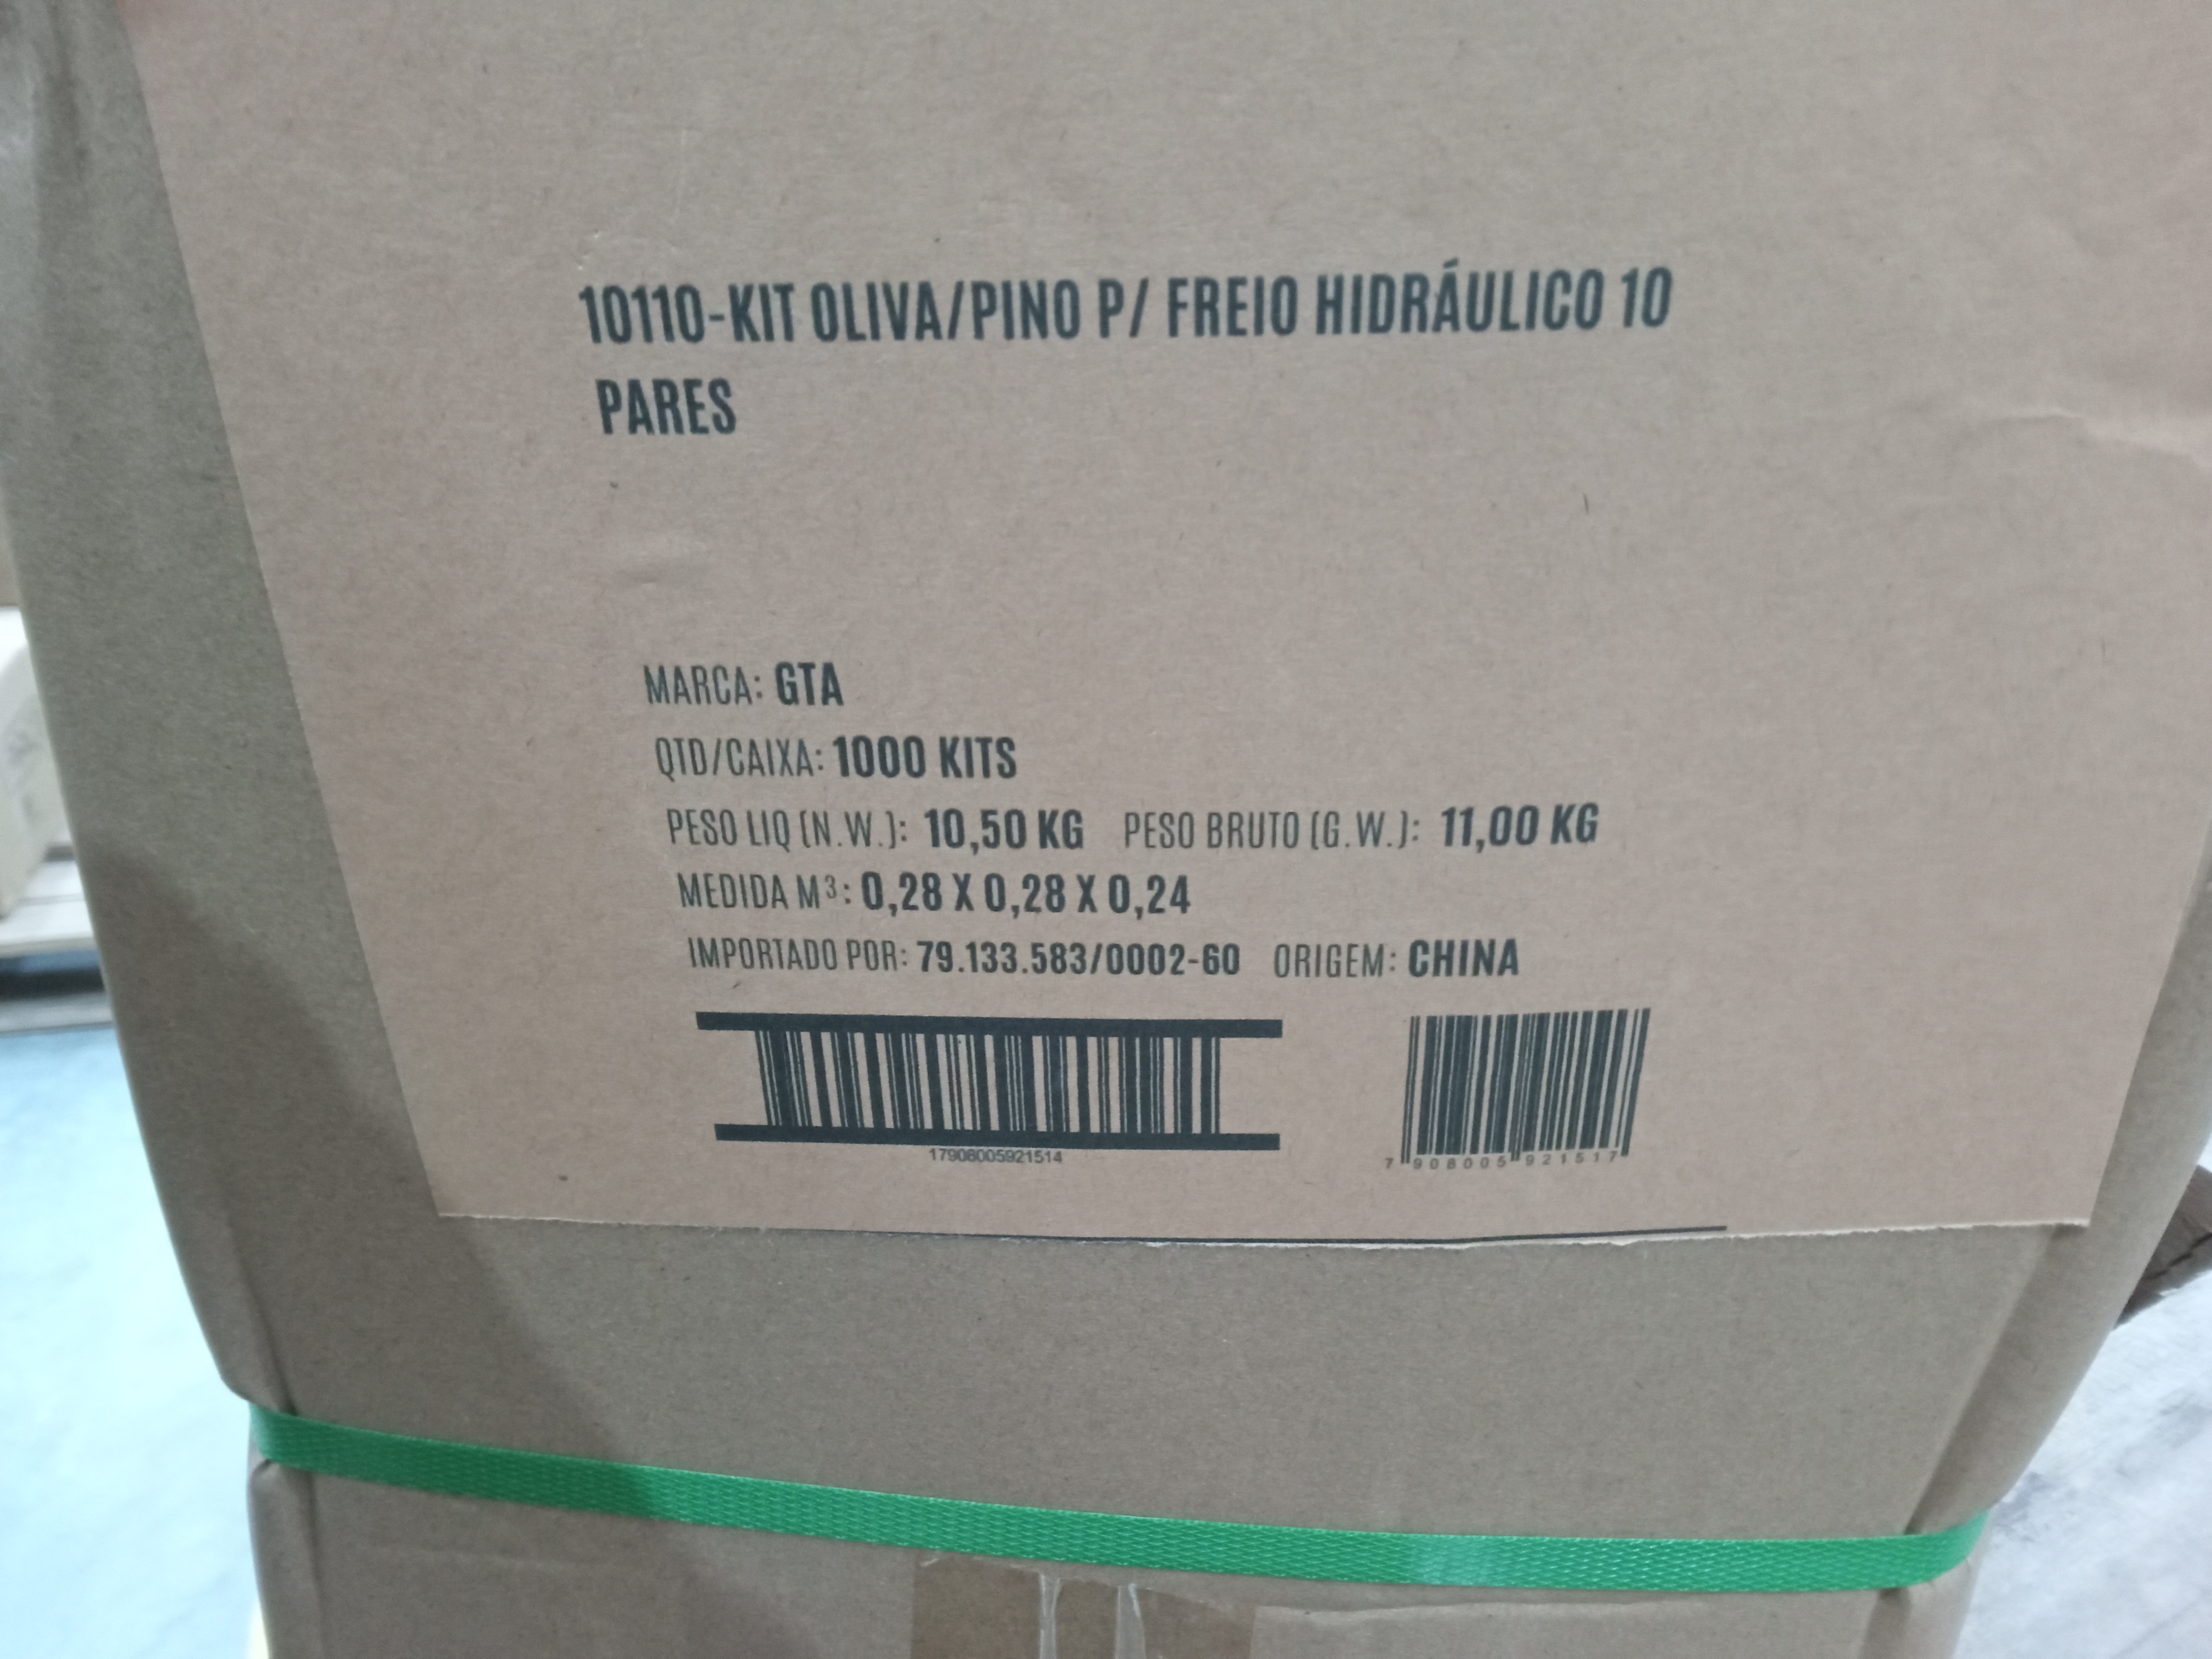 10110-KIT OLIVA/PINO P/ FREIO HIDRÁULICO 10
PARES
MARCA: GTA
QTD/CAIXA: 1000 KITS
PESO LIQ (N.W.): 10,50 KG PESO BRUTO (G.W.): 11,00 KG
MEDIDA M³: 0,28 X 0,28 X 0,24
IMPORTADO POR: 79.133.583/0002-60 ORIGEM: CHINA
17908005921514
7 908005 921517